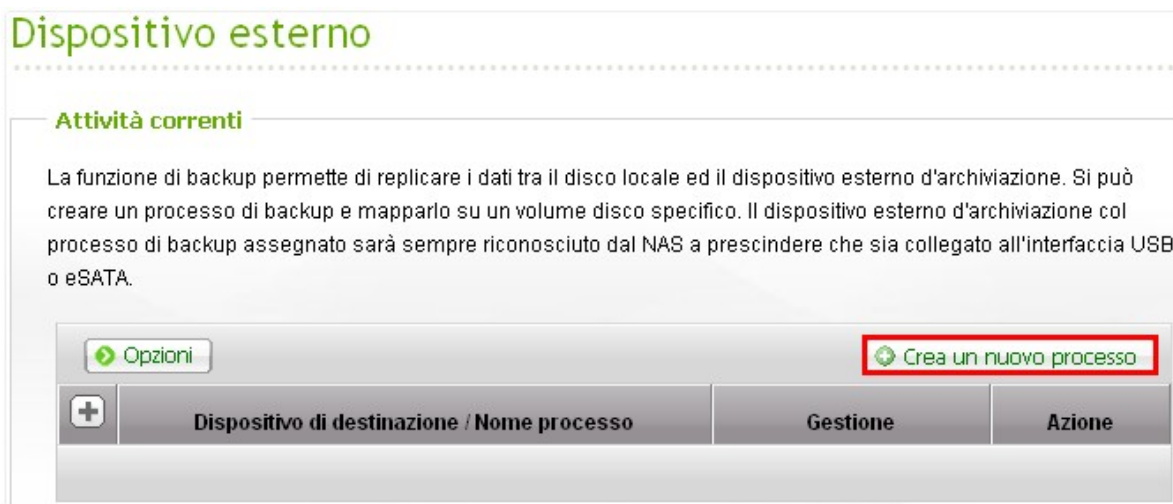 Dispositivo esterno
Attività correnti
La funzione di backup permette di replicare i dati tra il disco locale ed il dispositivo esterno d'archiviazione. Si può
creare un processo di backup e mapparlo su un volume disco specifico. Il dispositivo esterno d'archiviazione col
processo di backup assegnato sarà sempre riconosciuto dal NAS a prescindere che sia collegato all'interfaccia USB
o eSATA.
Opzioni Crea un nuovo processo
Dispositivo di destinazione / Nome processo Gestione Azione